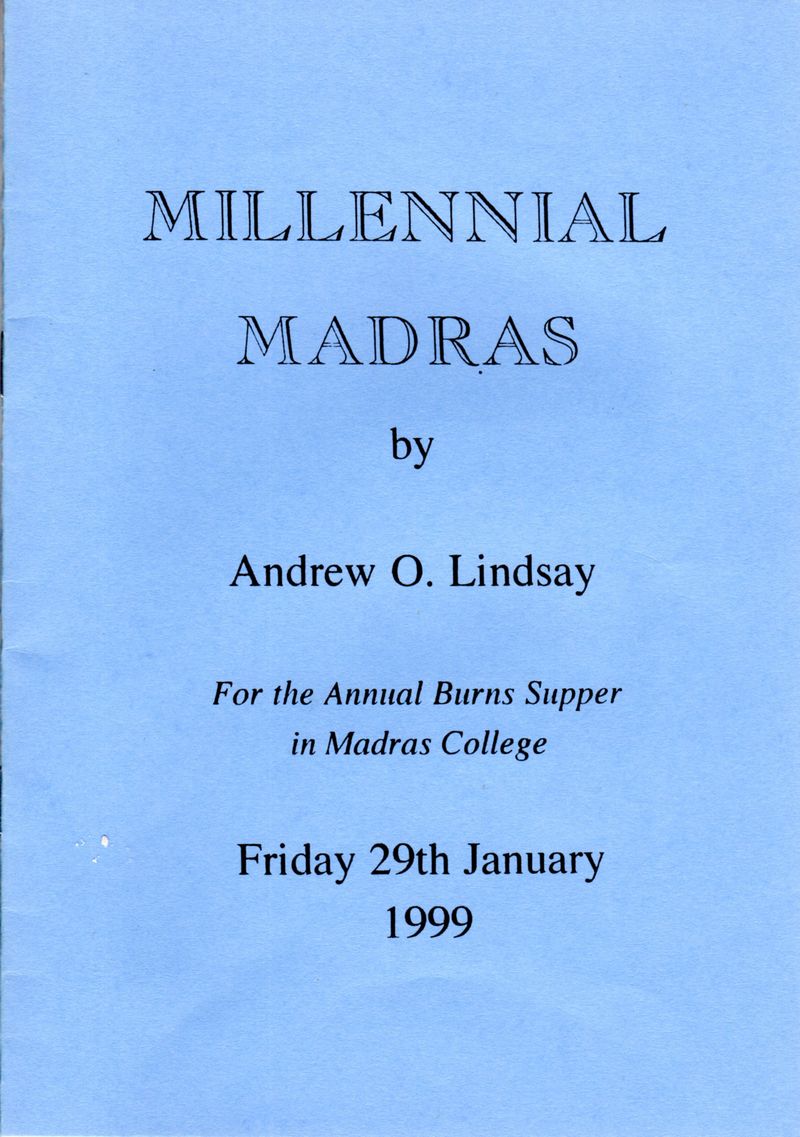 MILLENNIAL
MADRAS
by
Andrew O. Lindsay
For the Annual Burns Supper
in Madras College
Friday 29th January
1999